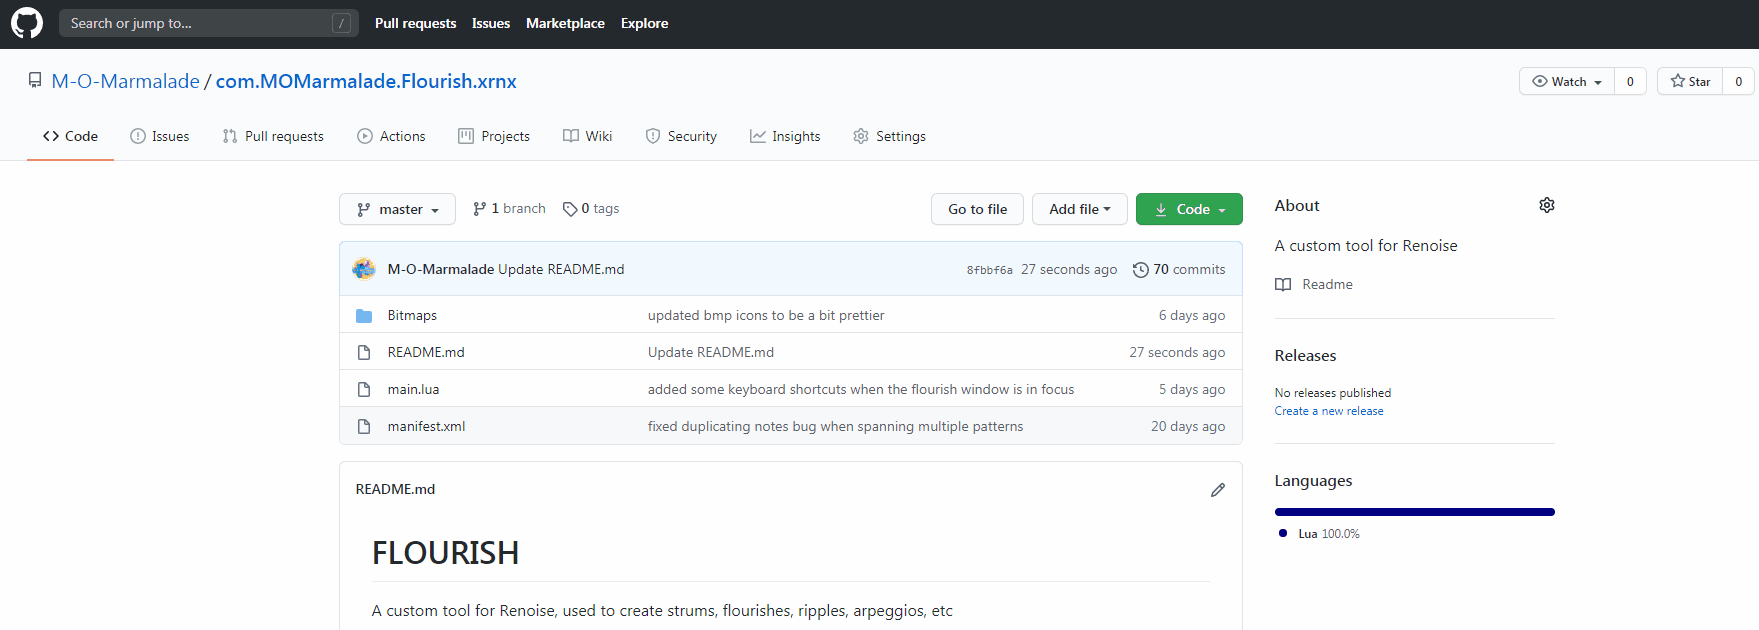 Search or jump to... /
Pull requests Issues Marketplace Explore
M-O-Marmalade / com.MOMarmalade.Flourish.xrnx
Watch 0 Star 0
Code Issues Pull requests Actions Projects Wiki Security Insights Settings
master 1 branch 0 tags Go to file Add file Code
M-O-Marmalade Update README.md 8fbbf6a 27 seconds ago 70 commits
Bitmaps updated bmp icons to be a bit prettier 6 days ago
README.md Update README.md 27 seconds ago
main.lua added some keyboard shortcuts when the flourish window is in focus 5 days ago
manifest.xml fixed duplicating notes bug when spanning multiple patterns 20 days ago
README.md
FLOURISH
A custom tool for Renoise, used to create strums, flourishes, ripples, arpeggios, etc
About
A custom tool for Renoise
Readme
Releases
No releases published
Create a new release
Languages
Lua 100.0%